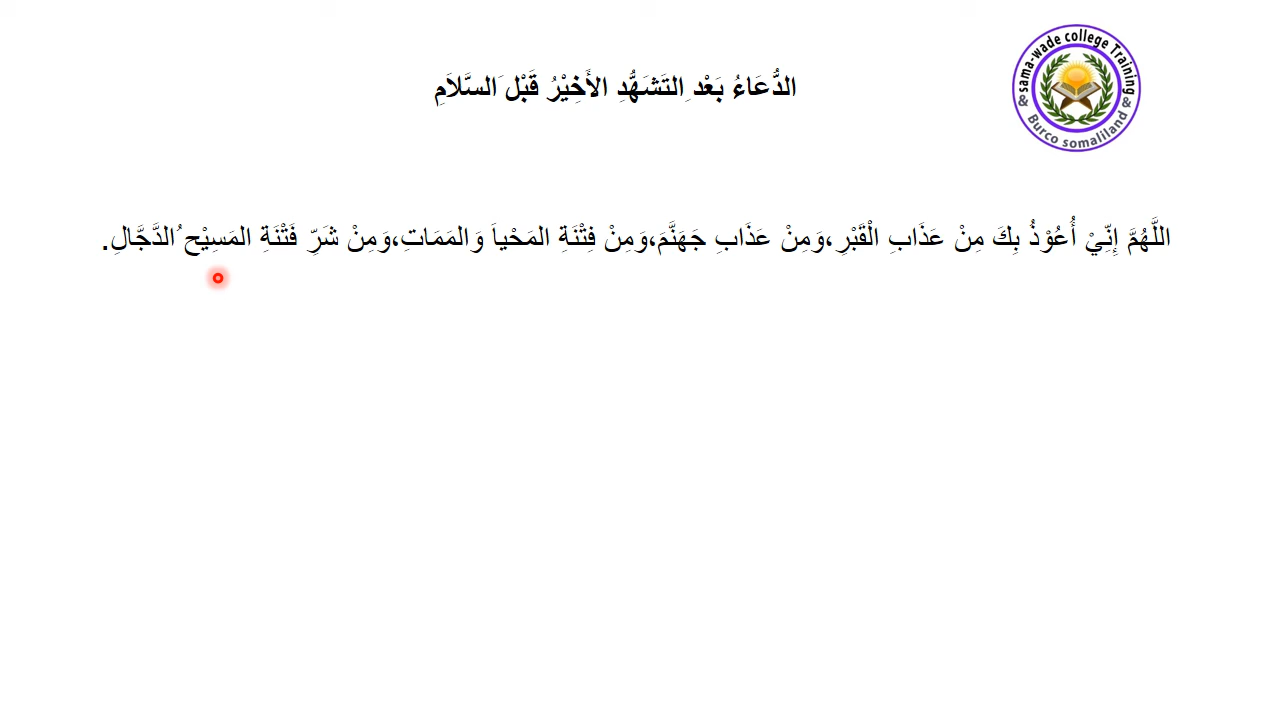 الدُّعَاءُ بَعْدِ التَشَهُّدِ الأَخِيْرُ قَبْلَ السَّلاَمِ
sama-wade college Training
& Burco somaliland &
اللَّهُمَّ إِنِّيْ أُعُوْذُ بِكَ مِنْ عَذَابِ الْقَبْرِ،وَمِنْ عَذَابِ جَهَنَّمَ،وَمِنْ فِتْنَةِ المَحْياَ وَالمَمَاتِ،وَمِنْ شَرِّ فَتْنَةِ المَسِيْحُ الدَّجَّالِ.